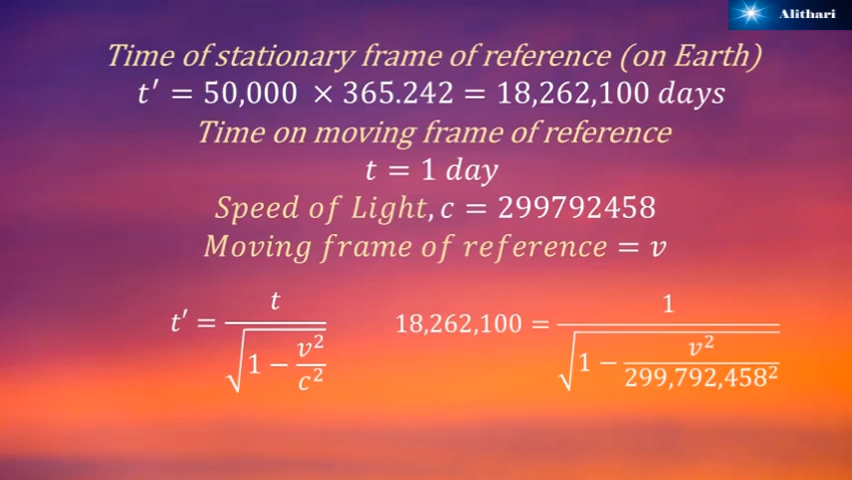 Alithari
Time of stationary frame of reference (on Earth)
t′ = 50,000 × 365.242 = 18,262,100 days
Time on moving frame of reference
t = 1 day
Speed of Light, c = 299792458
Moving frame of reference = v
t′ = t / √(1 − v²/c²)
18,262,100 = 1 / √(1 − v²/299,792,458²)